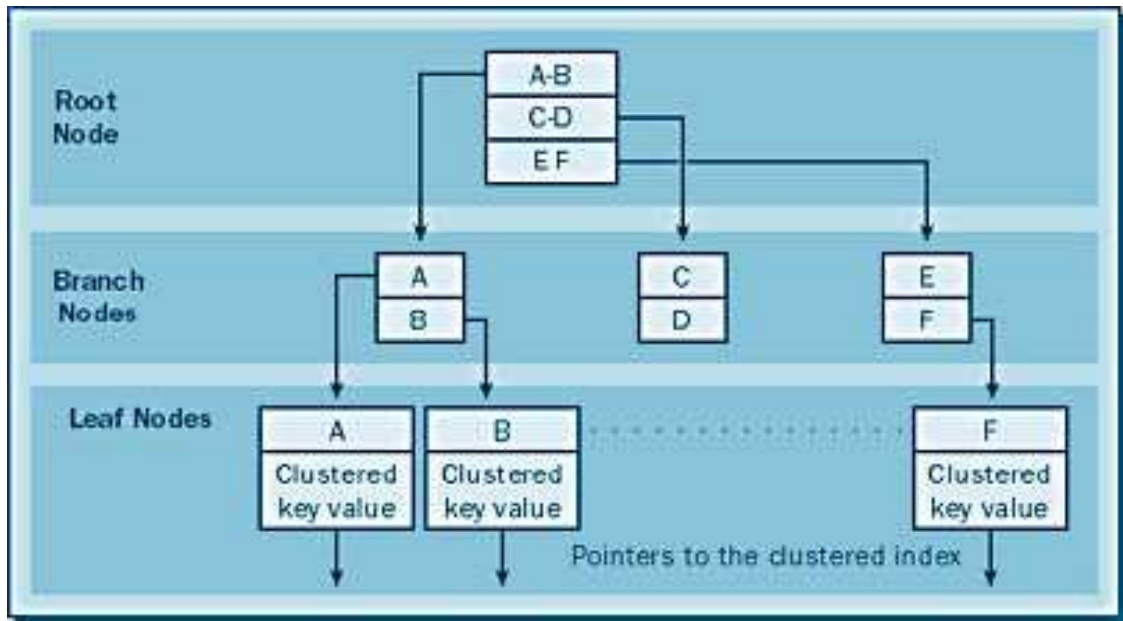 Root
Node
A-B
C-D
E F
Branch
Nodes
A
B
C
D
E
F
Leaf Nodes
A
Clustered
key value
B
Clustered
key value
F
Clustered
key value
Pointers to the clustered index